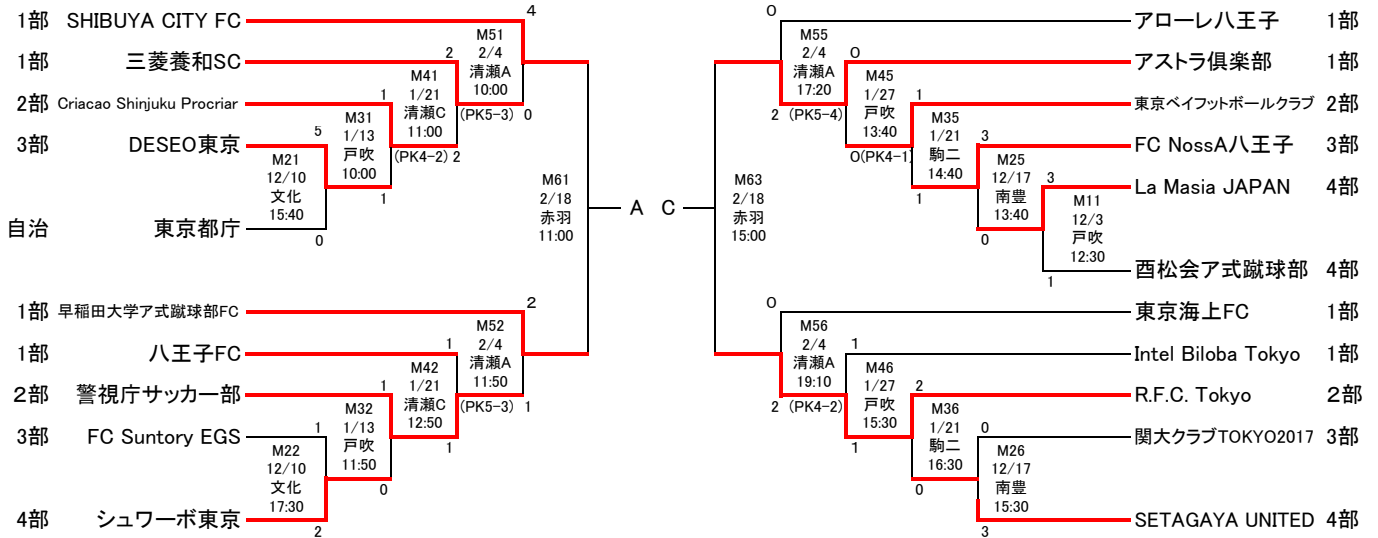 1部 SHIBUYA CITY FC
1部 三菱養和SC
2部 Criacao Shinjuku Procriar
3部 DESEO東京
自治 東京都庁
5
0
M21
12/10
文化
15:40
1
1
M31
1/13
戸吹
10:00
2
(PK4-2) 2
M41
1/21
清瀬C
11:00
4
(PK5-3) 0
M51
2/4
清瀬A
10:00
M61
2/18
赤羽
11:00
A
1部 早稲田大学ア式蹴球部FC
1部 八王子FC
2部 警視庁サッカー部
3部 FC Suntory EGS
4部 シュワーボ東京
1
2
M22
12/10
文化
17:30
1
0
M32
1/13
戸吹
11:50
1
1
M42
1/21
清瀬C
12:50
2
(PK5-3) 1
M52
2/4
清瀬A
11:50
C
M63
2/18
赤羽
15:00
0
2 (PK5-4)
M55
2/4
清瀬A
17:20
0
0(PK4-1)
M45
1/27
戸吹
13:40
1
1
M35
1/21
駒二
14:40
3
0
M25
12/17
南豊
13:40
3
1
M11
12/3
戸吹
12:30
アローレ八王子 1部
アストラ倶楽部 1部
東京ベイフットボールクラブ 2部
FC NossA八王子 3部
La Masia JAPAN 4部
酉松会ア式蹴球部 4部
0
2 (PK4-2)
M56
2/4
清瀬A
19:10
1
1
M46
1/27
戸吹
15:30
2
0
M36
1/21
駒二
16:30
0
3
M26
12/17
南豊
15:30
東京海上FC 1部
Intel Biloba Tokyo 1部
R.F.C. Tokyo 2部
関大クラブTOKYO2017 3部
SETAGAYA UNITED 4部